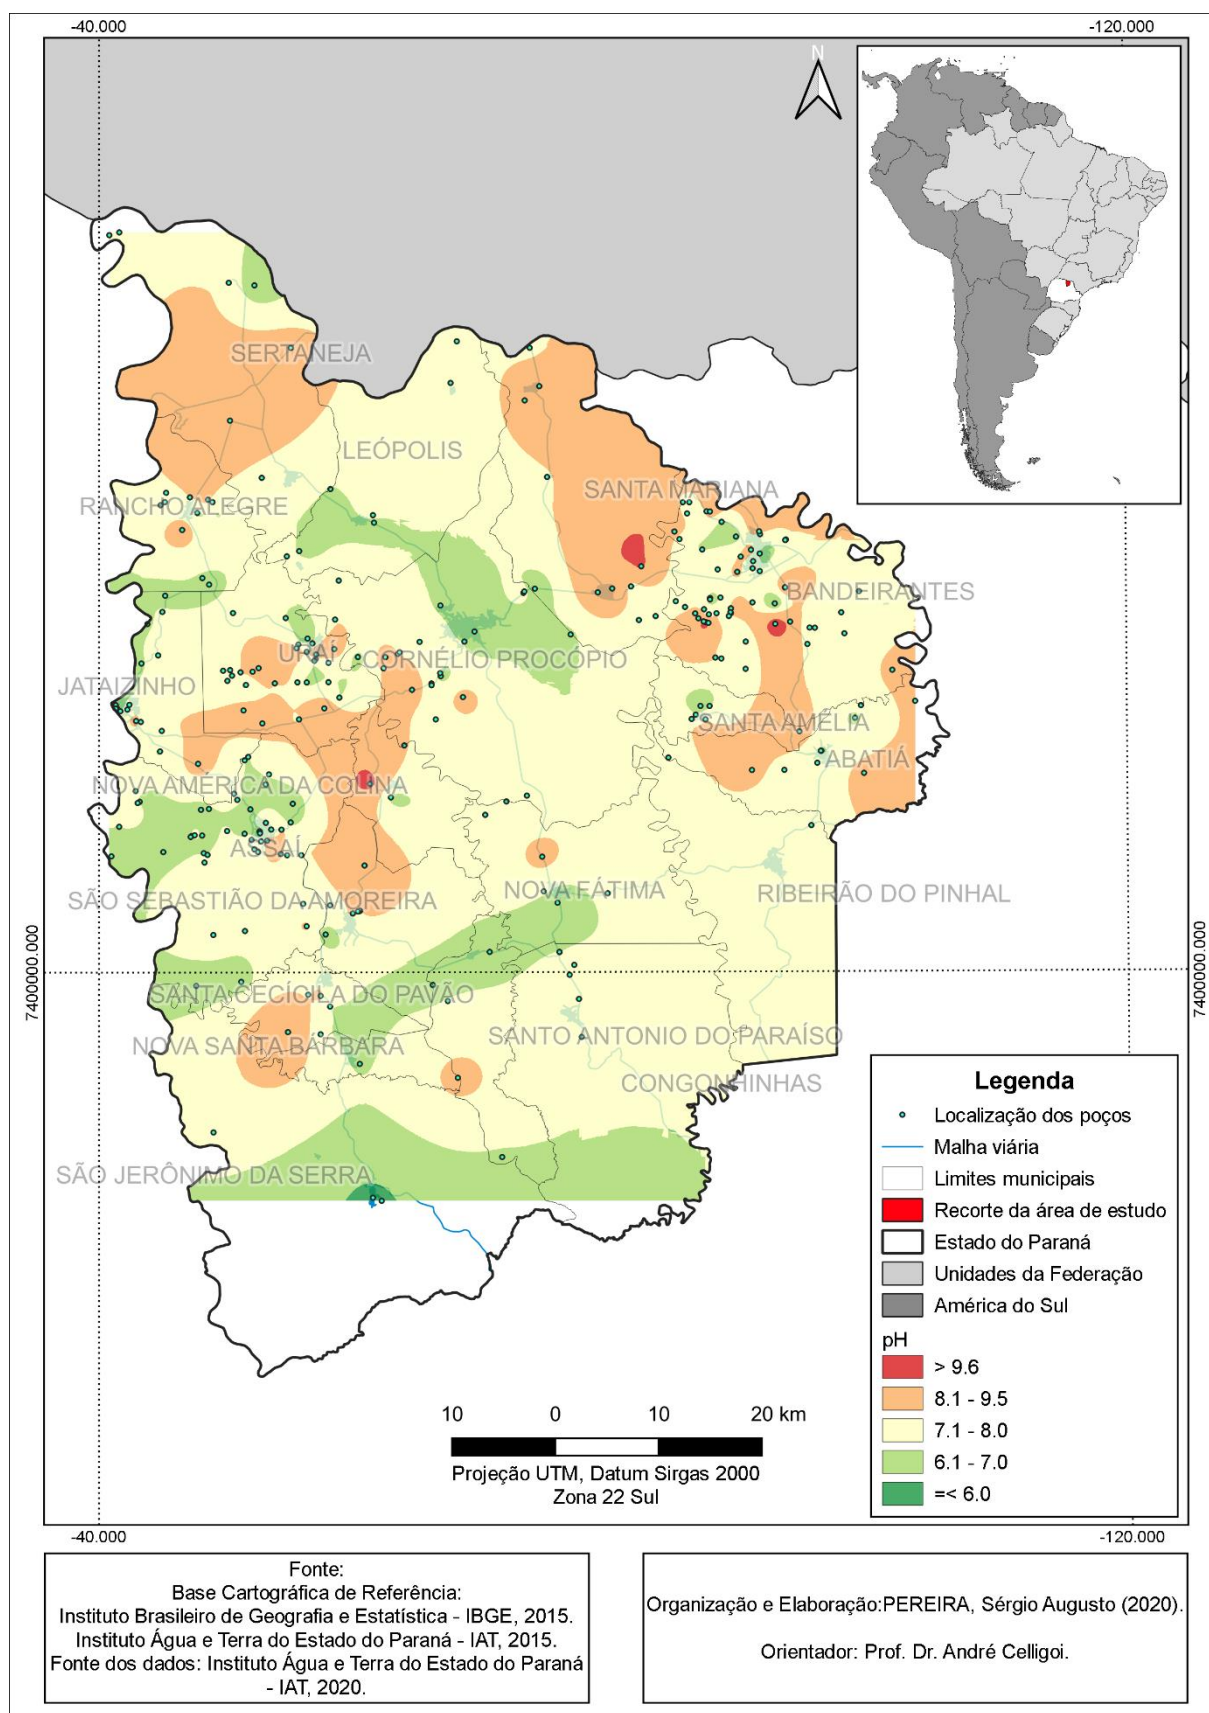 -40.000
-120.000
N
SERTANEJA
LEÓPOLIS
SANTA MARIANA
RANCHO ALEGRE
BANDEIRANTES
URAÍ
CORNÉLIO PROCÓPIO
JATAIZINHO
SANTA AMÉLIA
ABATIÁ
NOVA AMÉRICA DA COLINA
ASSAÍ
NOVA FÁTIMA
RIBEIRÃO DO PINHAL
SÃO SEBASTIÃO DA AMOREIRA
7400000.000
7400000.000
SANTA CECÍCILA DO PAVÃO
NOVA SANTA BARBARA
SANTO ANTONIO DO PARAÍSO
CONGONHINHAS
SÃO JERÔNIMO DA SERRA
Legenda
Localização dos poços
Malha viária
Limites municipais
Recorte da área de estudo
Estado do Paraná
Unidades da Federação
América do Sul
pH
> 9.6
8.1 - 9.5
7.1 - 8.0
6.1 - 7.0
=< 6.0
10 0 10 20 km
Projeção UTM, Datum Sirgas 2000
Zona 22 Sul
-40.000
-120.000
Fonte:
Base Cartográfica de Referência:
Instituto Brasileiro de Geografia e Estatística - IBGE, 2015.
Instituto Água e Terra do Estado do Paraná - IAT, 2015.
Fonte dos dados: Instituto Água e Terra do Estado do Paraná
- IAT, 2020.
Organização e Elaboração:PEREIRA, Sérgio Augusto (2020).
Orientador: Prof. Dr. André Celligoi.